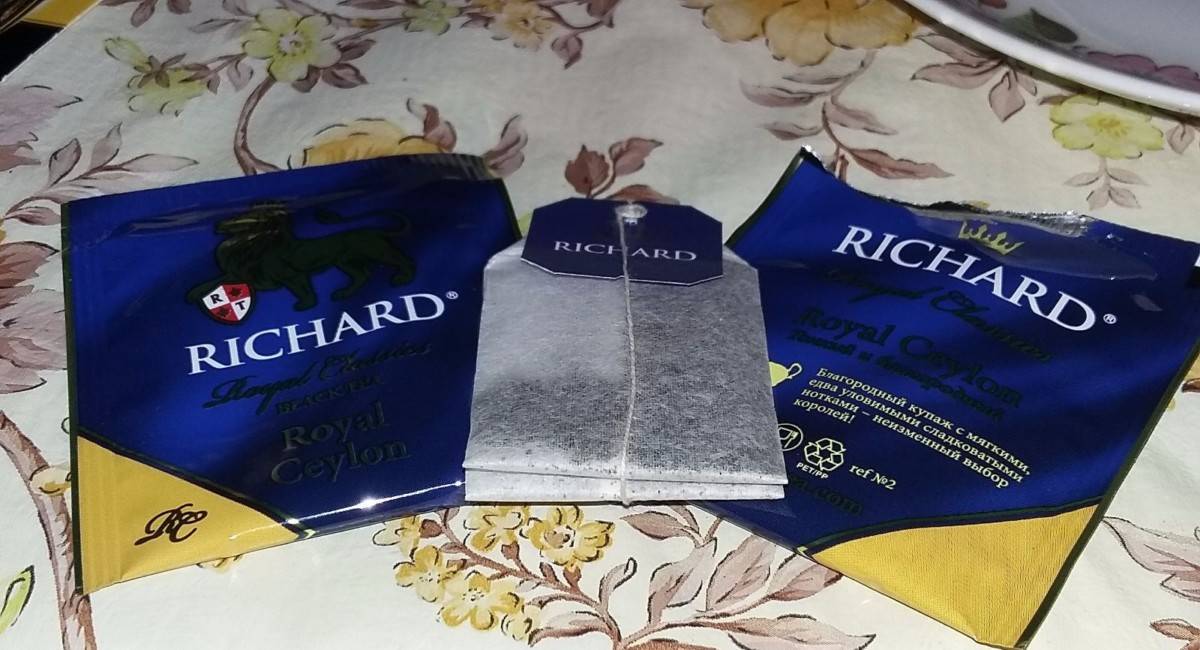 R T
RICHARD®
Royal Classics
BLACK TEA
Royal
Ceylon
RC
RICHARD
RICHARD®
Royal Classics
Royal Ceylon
Благородный купаж с мягкими,
едва уловимыми сладковатыми
нотками – неизменный выбор
королей!
PET/PP
ref №2